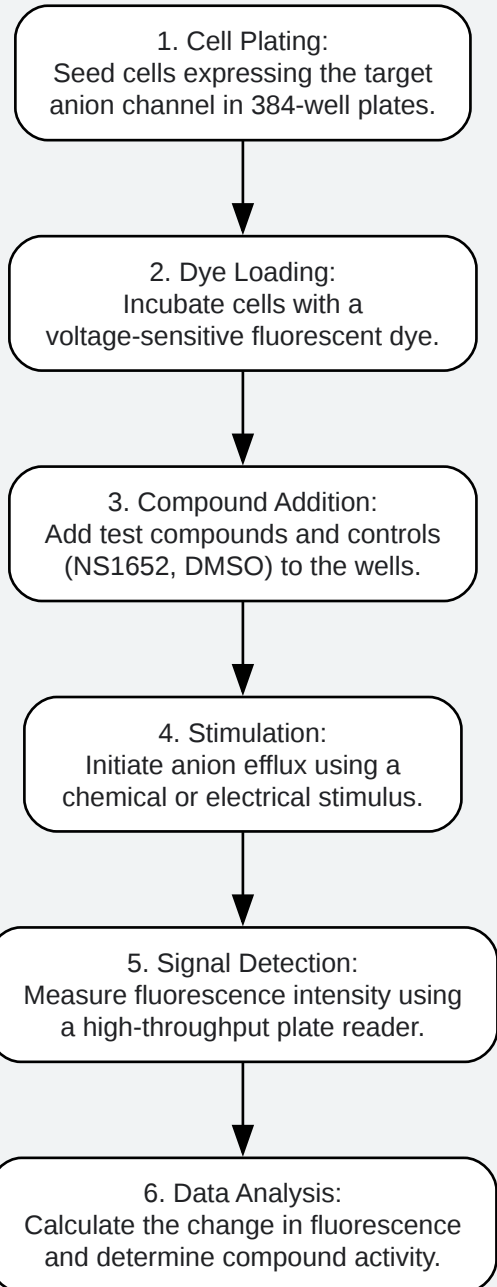 1. Cell Plating:
Seed cells expressing the target
anion channel in 384-well plates.
2. Dye Loading:
Incubate cells with a
voltage-sensitive fluorescent dye.
3. Compound Addition:
Add test compounds and controls
(NS1652, DMSO) to the wells.
4. Stimulation:
Initiate anion efflux using a
chemical or electrical stimulus.
5. Signal Detection:
Measure fluorescence intensity using
a high-throughput plate reader.
6. Data Analysis:
Calculate the change in fluorescence
and determine compound activity.